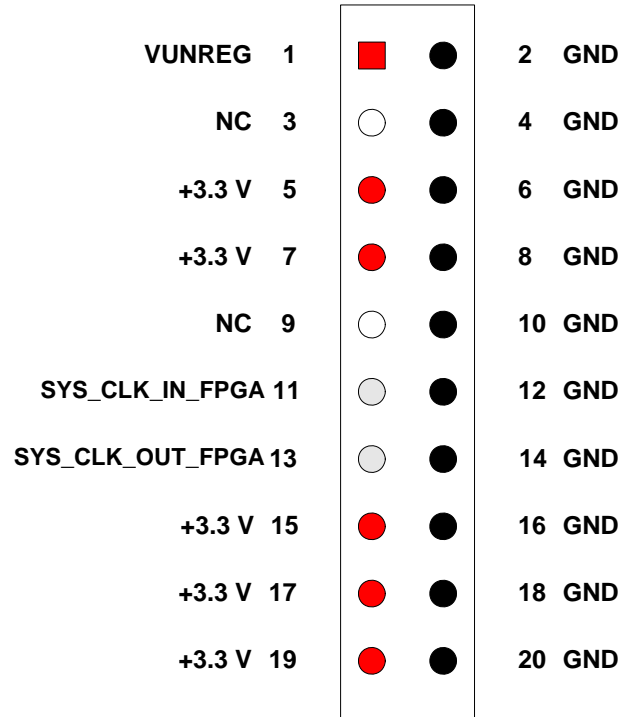 VUNREG 1 2 GND
NC 3 4 GND
+3.3 V 5 6 GND
+3.3 V 7 8 GND
NC 9 10 GND
SYS_CLK_IN_FPGA 11 12 GND
SYS_CLK_OUT_FPGA 13 14 GND
+3.3 V 15 16 GND
+3.3 V 17 18 GND
+3.3 V 19 20 GND